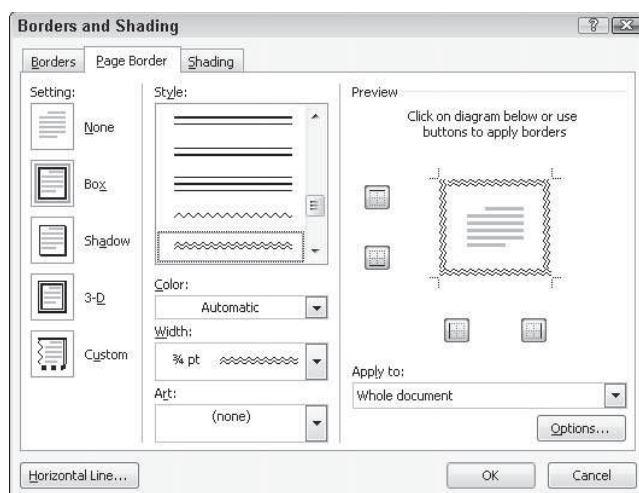 Borders and Shading
Borders
Page Border
Shading
Setting:
None
Box
Shadow
3-D
Custom
Style:
Color:
Automatic
Width:
¾ pt
Art:
(none)
Preview
Click on diagram below or use
buttons to apply borders
Apply to:
Whole document
Options...
Horizontal Line...
OK
Cancel